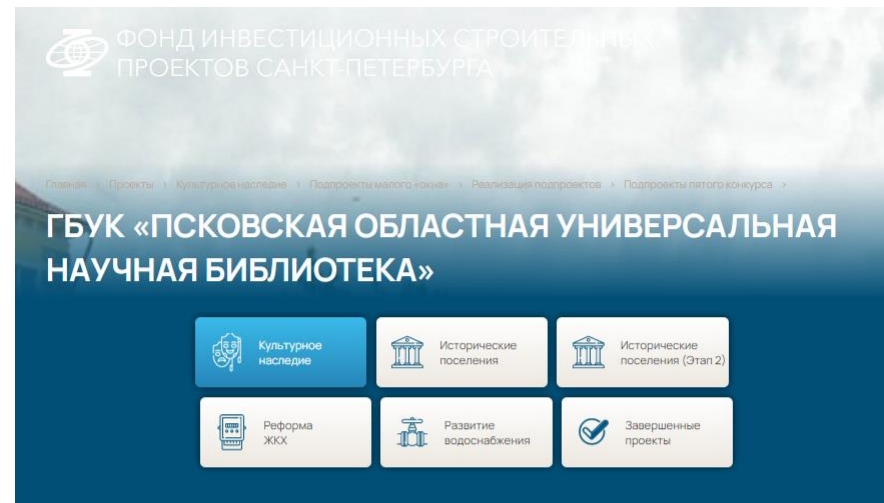 ФОНД ИНВЕСТИЦИОННЫХ СТРОИТЕЛЬНЫХ
ПРОЕКТОВ САНКТ-ПЕТЕРБУРГА
Главная > Проекты > Культурное наследие > Подпроекты малого «окна» > Реализация подпроектов > Подпроекты пятого конкурса >
ГБУК «ПСКОВСКАЯ ОБЛАСТНАЯ УНИВЕРСАЛЬНАЯ
НАУЧНАЯ БИБЛИОТЕКА»
Культурное
наследие
Исторические
поселения
Исторические
поселения (Этап 2)
Реформа
ЖКХ
Развитие
водоснабжения
Завершенные
проекты